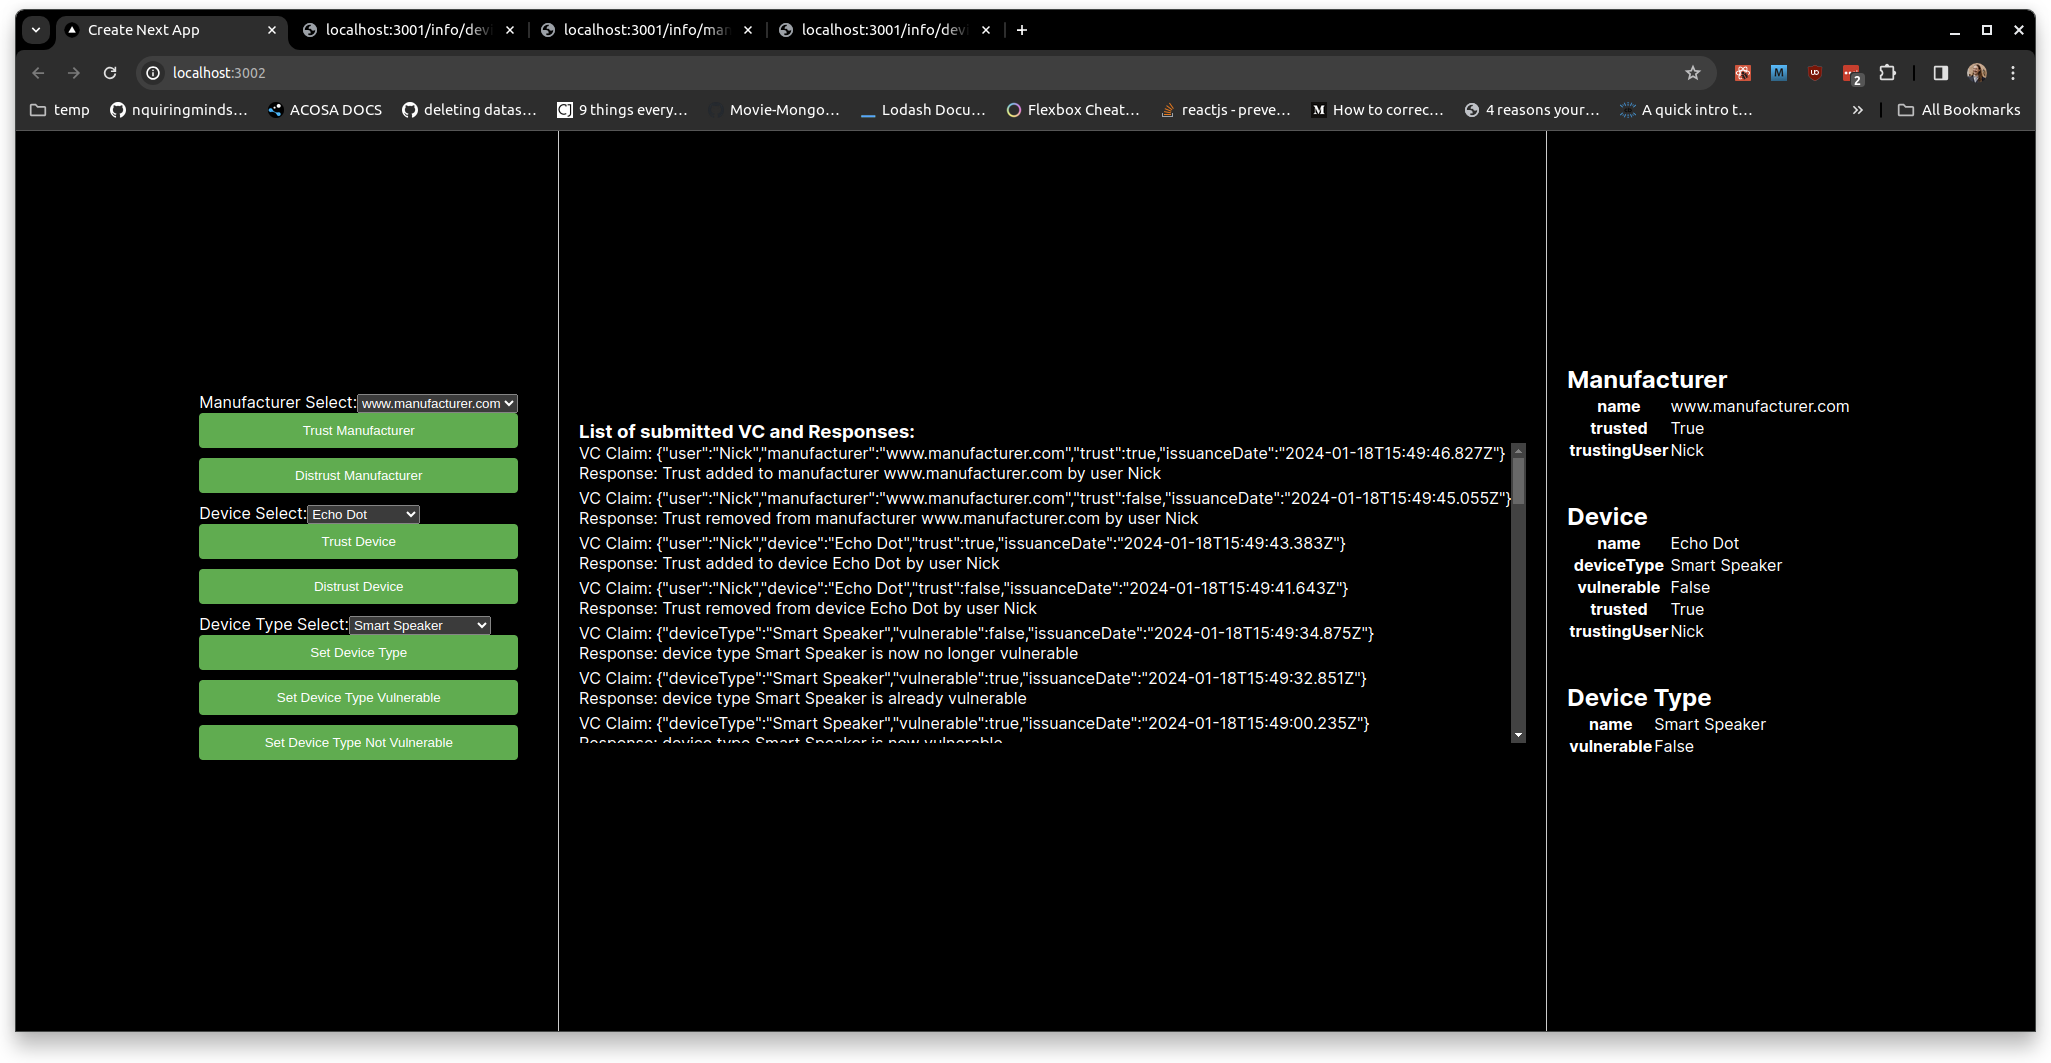 Create Next App
localhost:3001/info/dev
localhost:3001/info/man
localhost:3001/info/dev
localhost:3002
2
temp
nquiringminds...
ACOSA DOCS
deleting datas...
9 things every...
Movie-Mongo...
Lodash Docu...
Flexbox Cheat...
reactjs - preve...
How to correc...
4 reasons your...
A quick intro t...
All Bookmarks
Manufacturer Select: www.manufacturer.com
Trust Manufacturer
Distrust Manufacturer
Device Select: Echo Dot
Trust Device
Distrust Device
Device Type Select: Smart Speaker
Set Device Type
Set Device Type Vulnerable
Set Device Type Not Vulnerable
List of submitted VC and Responses:
VC Claim: {"user":"Nick","manufacturer":"www.manufacturer.com","trust":true,"issuanceDate":"2024-01-18T15:49:46.827Z"}
Response: Trust added to manufacturer www.manufacturer.com by user Nick
VC Claim: {"user":"Nick","manufacturer":"www.manufacturer.com","trust":false,"issuanceDate":"2024-01-18T15:49:45.055Z"}
Response: Trust removed from manufacturer www.manufacturer.com by user Nick
VC Claim: {"user":"Nick","device":"Echo Dot","trust":true,"issuanceDate":"2024-01-18T15:49:43.383Z"}
Response: Trust added to device Echo Dot by user Nick
VC Claim: {"user":"Nick","device":"Echo Dot","trust":false,"issuanceDate":"2024-01-18T15:49:41.643Z"}
Response: Trust removed from device Echo Dot by user Nick
VC Claim: {"deviceType":"Smart Speaker","vulnerable":false,"issuanceDate":"2024-01-18T15:49:34.875Z"}
Response: device type Smart Speaker is now no longer vulnerable
VC Claim: {"deviceType":"Smart Speaker","vulnerable":true,"issuanceDate":"2024-01-18T15:49:32.851Z"}
Response: device type Smart Speaker is already vulnerable
VC Claim: {"deviceType":"Smart Speaker","vulnerable":true,"issuanceDate":"2024-01-18T15:49:00.235Z"}
Response: device type Smart Speaker is now vulnerable
Manufacturer
name www.manufacturer.com
trusted True
trustingUser Nick
Device
name Echo Dot
deviceType Smart Speaker
vulnerable False
trusted True
trustingUser Nick
Device Type
name Smart Speaker
vulnerable False